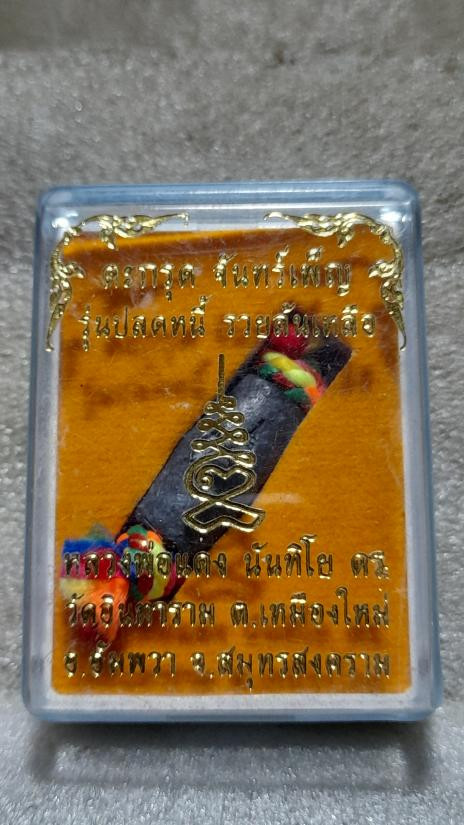 ตะกรุด จันทร์เพ็ญ
รุ่นปลดหนี้ รวยล้นเหลือ
หลวงพ่อแดง นันทิโย ดร.
วัดอินทาราม ต.เหมืองใหม่
อ.อัมพวา จ.สมุทรสงคราม